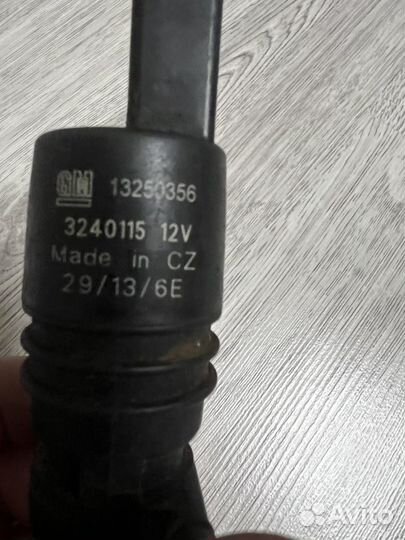 GM 13250356
3240115 12V
Made in CZ
29/13/6E
Avito